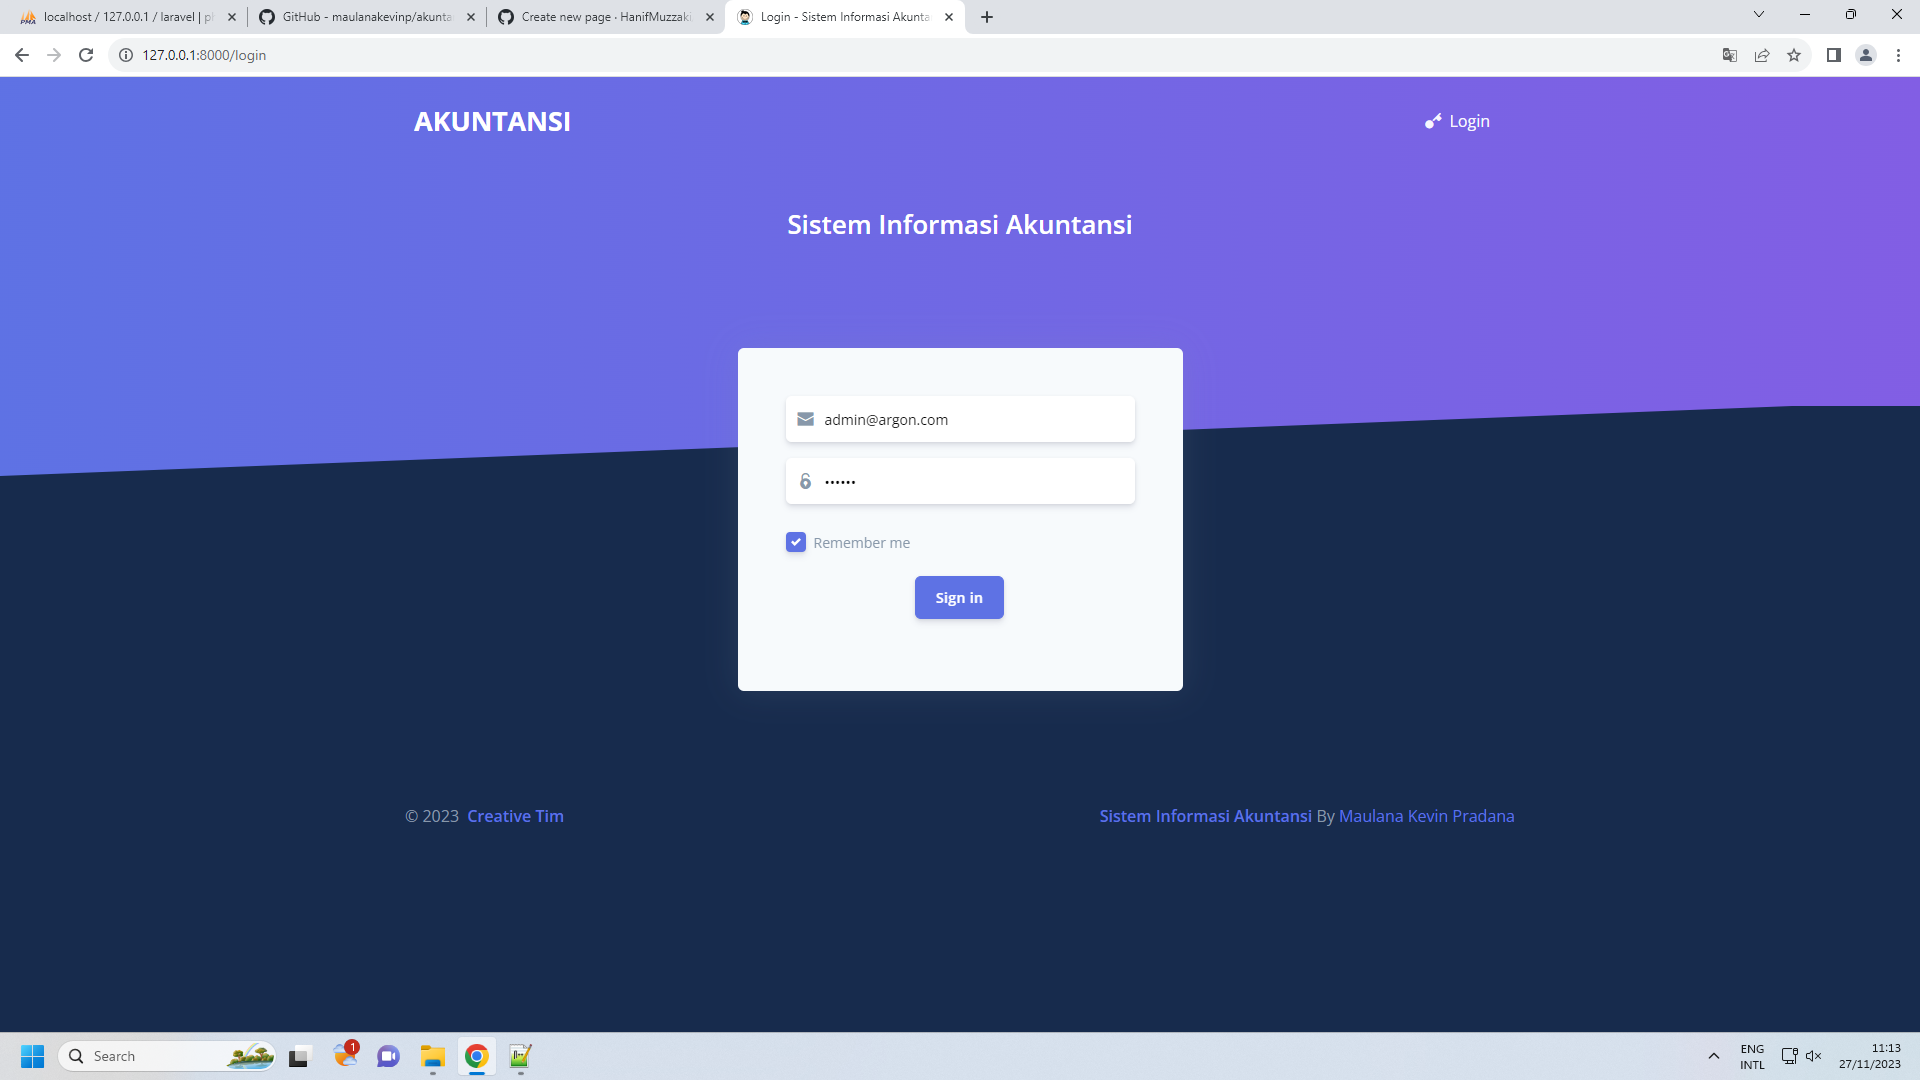 localhost / 127.0.0.1 / laravel | p
GitHub - maulanakevinp/akunta
Create new page · HanifMuzzaki
Login - Sistem Informasi Akunta
127.0.0.1:8000/login
AKUNTANSI
Login
Sistem Informasi Akuntansi
admin@argon.com
••••••
Remember me
Sign in
© 2023 Creative Tim
Sistem Informasi Akuntansi By Maulana Kevin Pradana
Search
1
ENG
INTL
11:13
27/11/2023